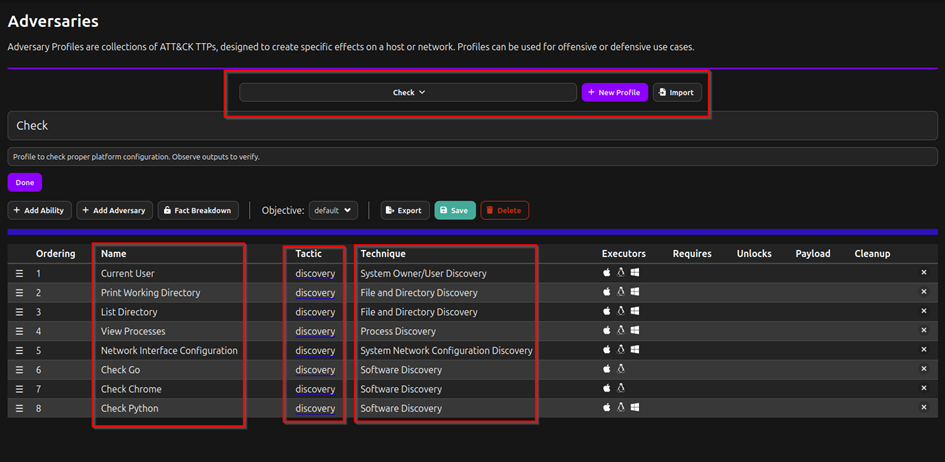 Adversaries
Adversary Profiles are collections of ATT&CK TTPs, designed to create specific effects on a host or network. Profiles can be used for offensive or defensive use cases.
Check + New Profile Import
Check
Profile to check proper platform configuration. Observe outputs to verify.
Done
+ Add Ability + Add Adversary Fact Breakdown Objective: default Export Save Delete
Ordering Name Tactic Technique Executors Requires Unlocks Payload Cleanup
1 Current User discovery System Owner/User Discovery
2 Print Working Directory discovery File and Directory Discovery
3 List Directory discovery File and Directory Discovery
4 View Processes discovery Process Discovery
5 Network Interface Configuration discovery System Network Configuration Discovery
6 Check Go discovery Software Discovery
7 Check Chrome discovery Software Discovery
8 Check Python discovery Software Discovery